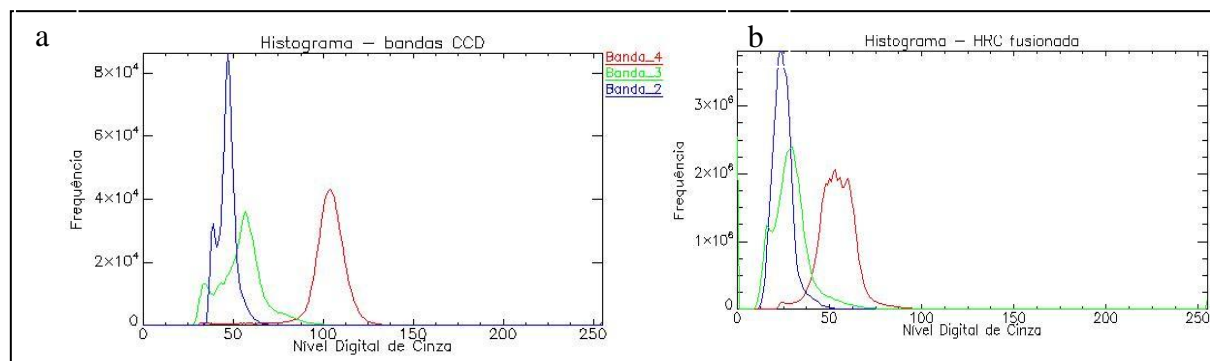 a
Histograma – bandas CCD
Banda_4
Banda_3
Banda_2
Frequência
8×10⁴
6×10⁴
4×10⁴
2×10⁴
0
0 50 100 150 200 250
Nível Digital de Cinza
b
Histograma – HRC fusionada
Frequência
3×10⁶
2×10⁶
1×10⁶
0
0 50 100 150 200 250
Nível Digital de Cinza